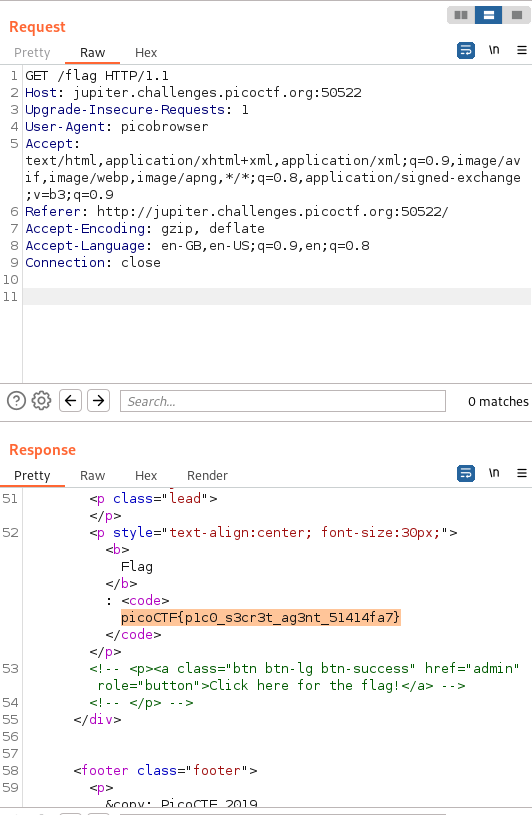 Request
Pretty Raw Hex \n
1 GET /flag HTTP/1.1
2 Host: jupiter.challenges.picoctf.org:50522
3 Upgrade-Insecure-Requests: 1
4 User-Agent: picobrowser
5 Accept:
text/html,application/xhtml+xml,application/xml;q=0.9,image/av
if,image/webp,image/apng,*/*;q=0.8,application/signed-exchange
;v=b3;q=0.9
6 Referer: http://jupiter.challenges.picoctf.org:50522/
7 Accept-Encoding: gzip, deflate
8 Accept-Language: en-GB,en-US;q=0.9,en;q=0.8
9 Connection: close
10
11
Search... 0 matches
Response
Pretty Raw Hex Render \n
51 <p class="lead">
</p>
52 <p style="text-align:center; font-size:30px;">
<b>
Flag
</b>
: <code>
picoCTF{p1c0_s3cr3t_ag3nt_51414fa7}
</code>
</p>
53 <!-- <p><a class="btn btn-lg btn-success" href="admin"
role="button">Click here for the flag!</a> -->
54 <!-- </p> -->
55 </div>
56
57
58 <footer class="footer">
59 <p>
&copy; PicoCTF 2019